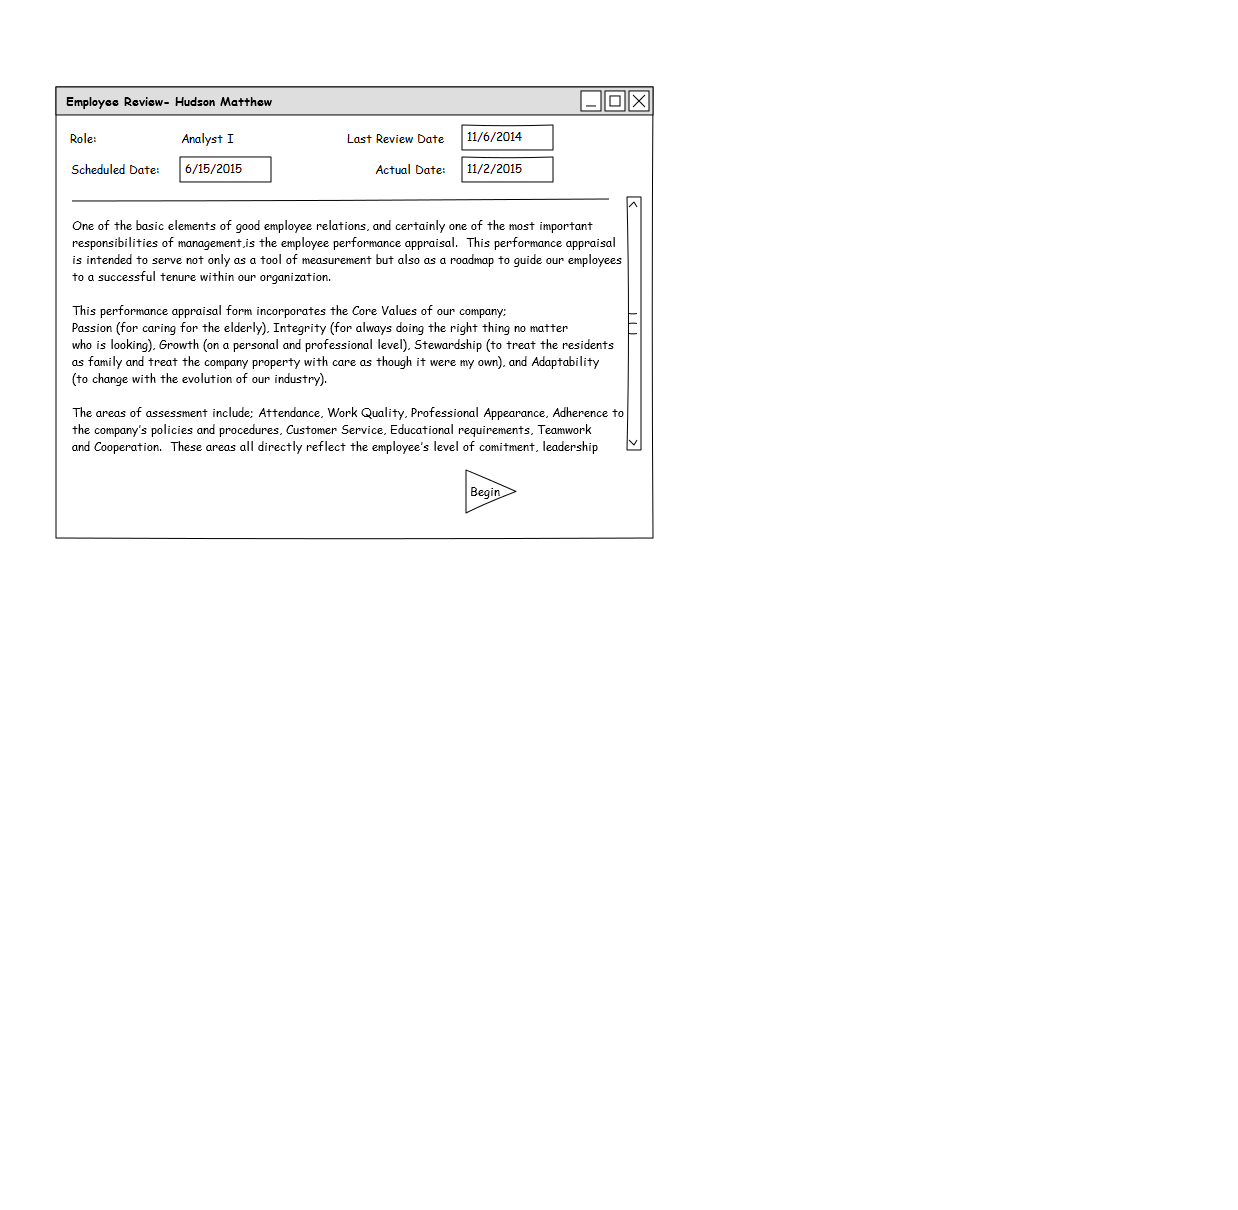 Employee Review- Hudson Matthew
Role: Analyst I Last Review Date 11/6/2014
Scheduled Date: 6/15/2015 Actual Date: 11/2/2015
One of the basic elements of good employee relations, and certainly one of the most important
responsibilities of management,is the employee performance appraisal.  This performance appraisal
is intended to serve not only as a tool of measurement but also as a roadmap to guide our employees
to a successful tenure within our organization.
This performance appraisal form incorporates the Core Values of our company;
Passion (for caring for the elderly), Integrity (for always doing the right thing no matter
who is looking), Growth (on a personal and professional level), Stewardship (to treat the residents
as family and treat the company property with care as though it were my own), and Adaptability
(to change with the evolution of our industry).
The areas of assessment include; Attendance, Work Quality, Professional Appearance, Adherence to
the company's policies and procedures, Customer Service, Educational requirements, Teamwork
and Cooperation.  These areas all directly reflect the employee's level of comitment, leadership
Begin